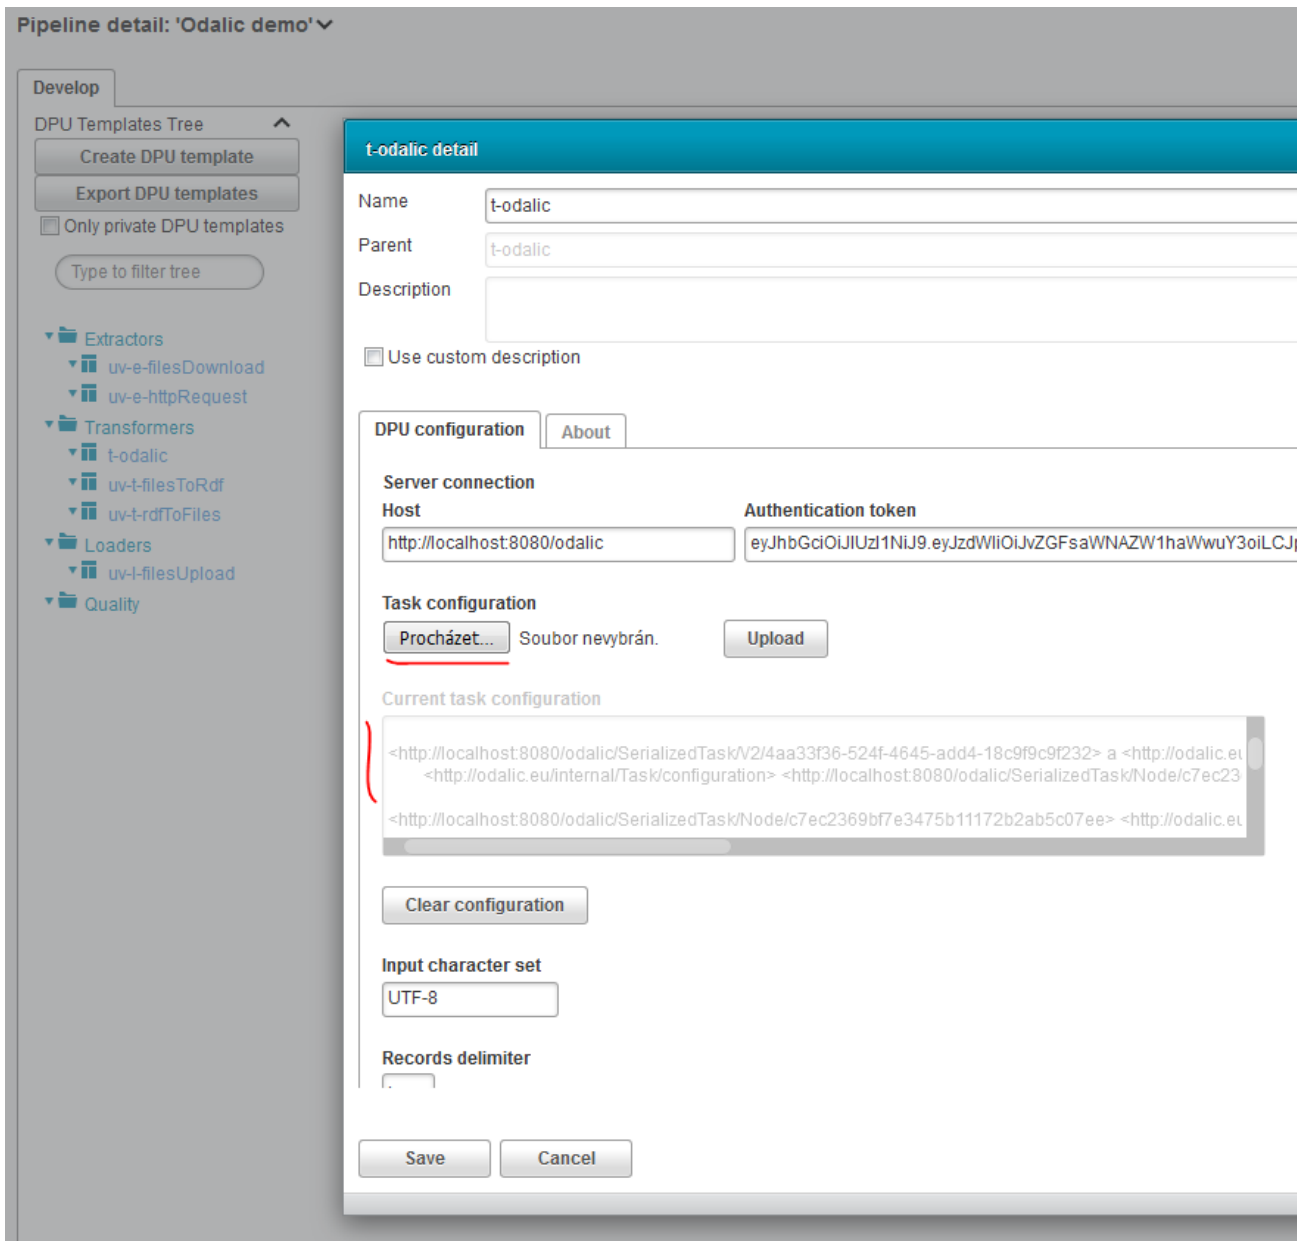 Pipeline detail: 'Odalic demo'
Develop
DPU Templates Tree
Create DPU template
Export DPU templates
Only private DPU templates
Type to filter tree
Extractors
uv-e-filesDownload
uv-e-httpRequest
Transformers
t-odalic
uv-t-filesToRdf
uv-t-rdfToFiles
Loaders
uv-l-filesUpload
Quality
t-odalic detail
Name
t-odalic
Parent
t-odalic
Description
Use custom description
DPU configuration
About
Server connection
Host
Authentication token
http://localhost:8080/odalic
eyJhbGciOiJIUzI1NiJ9.eyJzdWIiOiJvZGFsaWNAZW1haWwuY3oiLCJp
Task configuration
Procházet...
Soubor nevybrán.
Upload
Current task configuration
<http://localhost:8080/odalic/SerializedTask/V2/4aa33f36-524f-4645-add4-18c9f9c9f232> a <http://odalic.eu
<http://odalic.eu/internal/Task/configuration> <http://localhost:8080/odalic/SerializedTask/Node/c7ec23
<http://localhost:8080/odalic/SerializedTask/Node/c7ec2369bf7e3475b11172b2ab5c07ee> <http://odalic.eu
Clear configuration
Input character set
UTF-8
Records delimiter
Save
Cancel